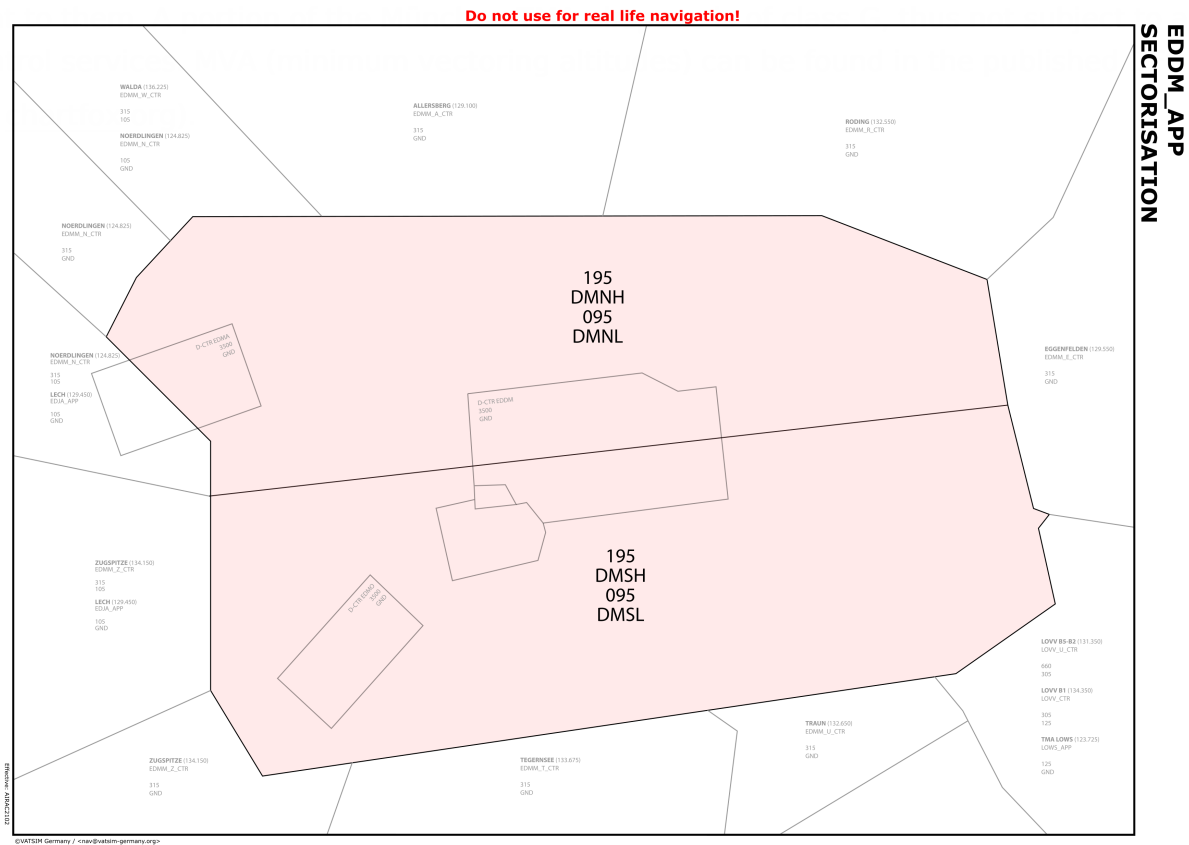 Do not use for real life navigation!
EDDM_APP
SECTORISATION
WALDA (136.225)
EDMM_W_CTR
315
105
NOERDLINGEN (124.825)
EDMM_N_CTR
105
GND
ALLERSBERG (129.100)
EDMM_A_CTR
315
GND
RODING (132.550)
EDMM_R_CTR
315
GND
NOERDLINGEN (124.825)
EDMM_N_CTR
315
GND
195
DMNH
095
DMNL
D-CTR EDMA
3500
GND
NOERDLINGEN (124.825)
EDMM_N_CTR
315
105
LECH (129.450)
EDJA_APP
105
GND
EGGENFELDEN (129.550)
EDMM_E_CTR
315
GND
D-CTR EDDM
3500
GND
195
DMSH
095
DMSL
ZUGSPITZE (134.150)
EDMM_Z_CTR
315
105
LECH (129.450)
EDJA_APP
105
GND
D-CTR EDMO
3500
GND
LOVV B5-B2 (131.350)
LOVV_U_CTR
660
305
LOVV B1 (134.350)
LOVV_CTR
305
125
TMA LOWS (123.725)
LOWS_APP
125
GND
TRAUN (132.650)
EDMM_U_CTR
315
GND
ZUGSPITZE (134.150)
EDMM_Z_CTR
315
GND
TEGERNSEE (133.675)
EDMM_T_CTR
315
GND
Effective: AIRAC2102
©VATSIM Germany / <nav@vatsim-germany.org>